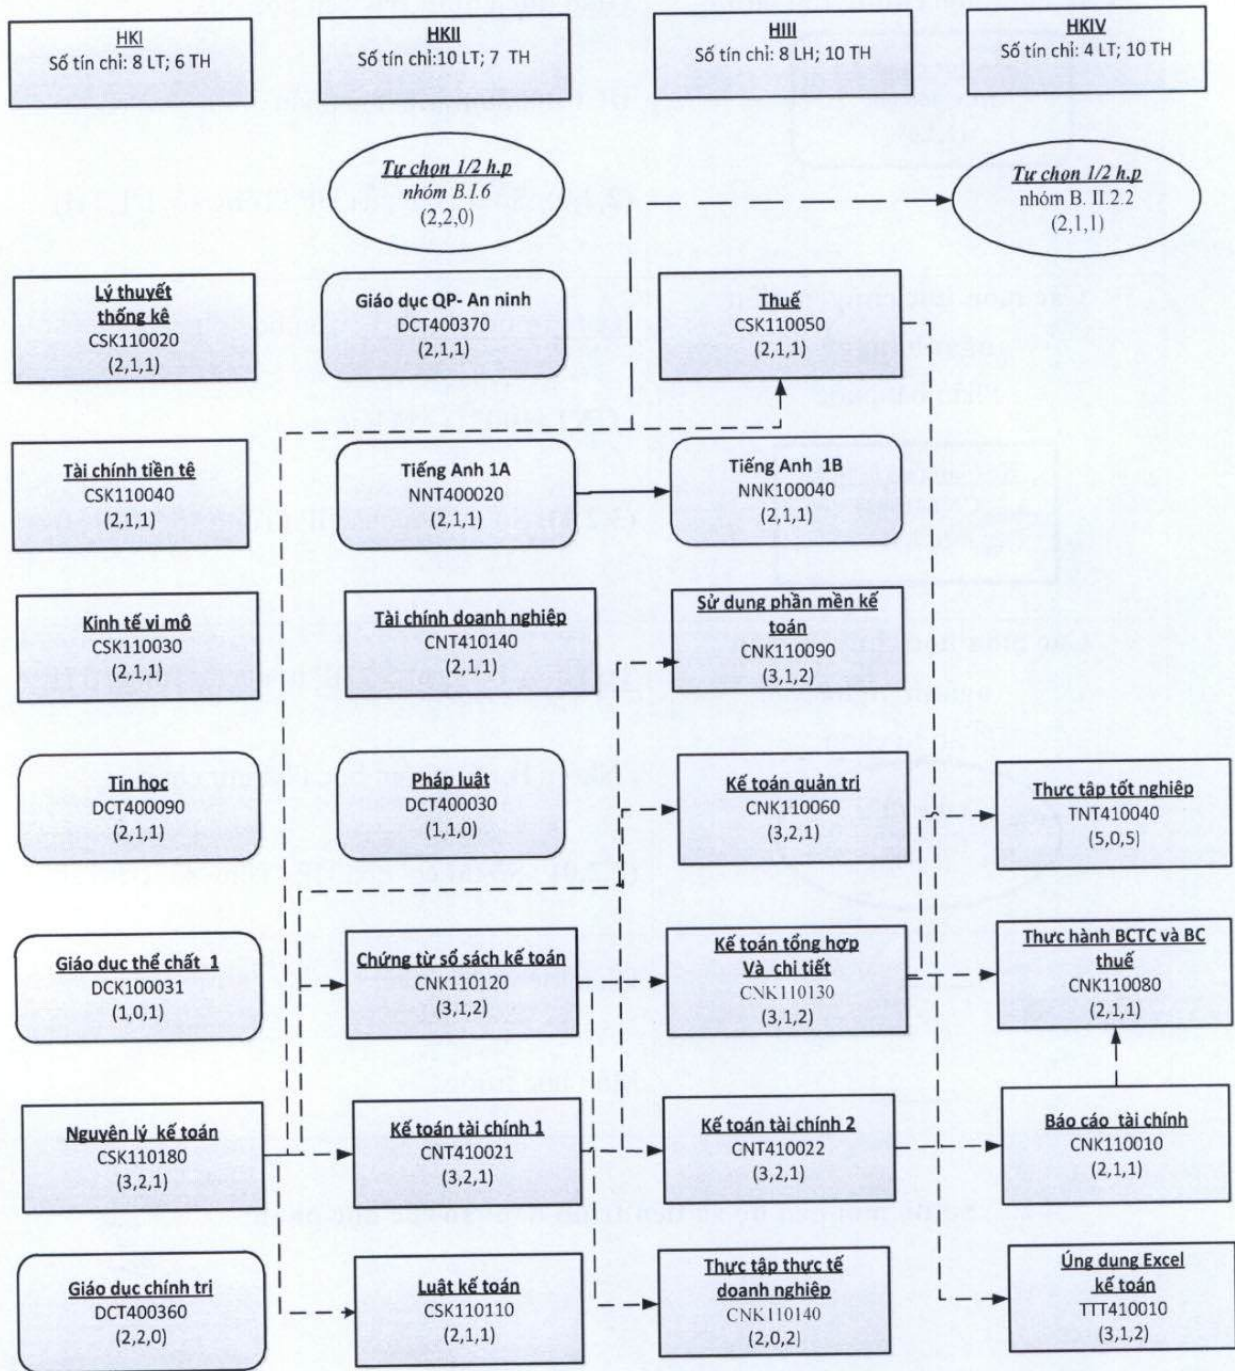 HKI
Số tín chỉ: 8 LT; 6 TH
HKII
Số tín chỉ:10 LT; 7 TH
HIII
Số tín chỉ: 8 LH; 10 TH
HKIV
Số tín chỉ: 4 LT; 10 TH
Tự chọn 1/2 h.p
nhóm B.I.6
(2,2,0)
Tự chọn 1/2 h.p
nhóm B. II.2.2
(2,1,1)
Lý thuyết
thống kê
CSK110020
(2,1,1)
Giáo dục QP- An ninh
DCT400370
(2,1,1)
Thuế
CSK110050
(2,1,1)
Tài chính tiền tê
CSK110040
(2,1,1)
Tiếng Anh 1A
NNT400020
(2,1,1)
Tiếng Anh 1B
NNK100040
(2,1,1)
Kinh tế vi mô
CSK110030
(2,1,1)
Tài chính doanh nghiệp
CNT410140
(2,1,1)
Sử dụng phần mền kế
toán
CNK110090
(3,1,2)
Tin học
DCT400090
(2,1,1)
Pháp luật
DCT400030
(1,1,0)
Kế toán quản trị
CNK110060
(3,2,1)
Thực tập tốt nghiệp
TNT410040
(5,0,5)
Giáo dục thể chất 1
DCK100031
(1,0,1)
Chứng từ sổ sách kế toán
CNK110120
(3,1,2)
Kế toán tổng hợp
Và chi tiết
CNK110130
(3,1,2)
Thực hành BCTC và BC
thuế
CNK110080
(2,1,1)
Nguyên lý kế toán
CSK110180
(3,2,1)
Kế toán tài chính 1
CNT410021
(3,2,1)
Kế toán tài chính 2
CNT410022
(3,2,1)
Báo cáo tài chính
CNK110010
(2,1,1)
Giáo dục chính trị
DCT400360
(2,2,0)
Luật kế toán
CSK110110
(2,1,1)
Thực tập thực tế
doanh nghiệp
CNK110140
(2,0,2)
Ứng dụng Excel
kế toán
TTT410010
(3,1,2)